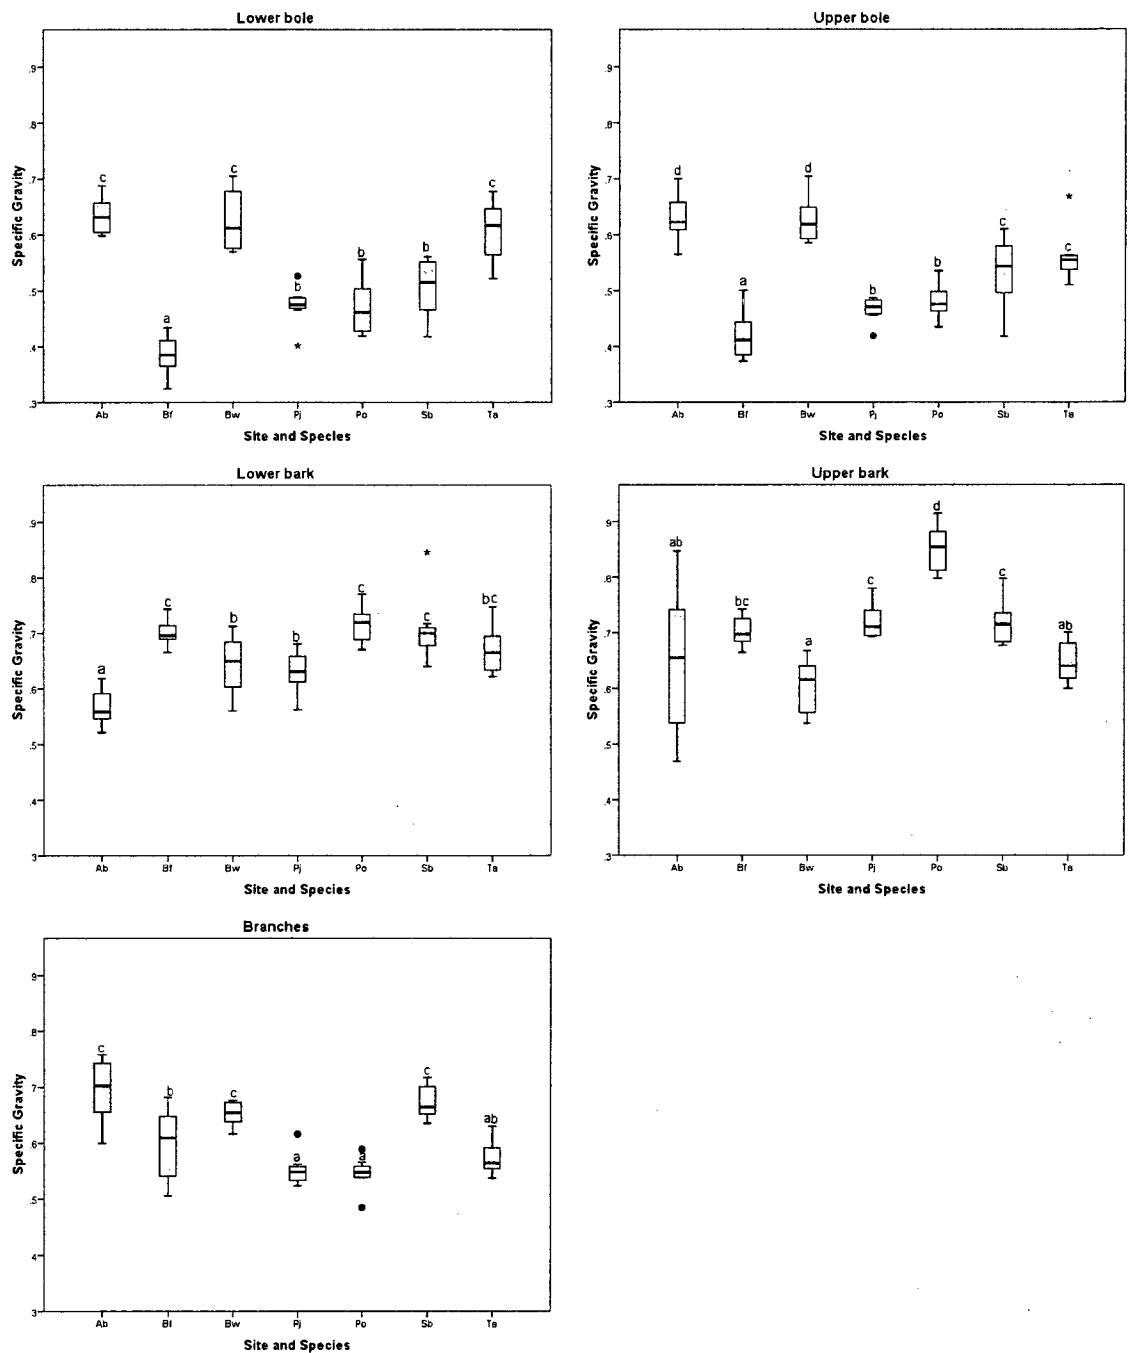 Lower bole
Specific Gravity
.9
.8
.7
.6
.5
.4
.3
c
a
c
b
b
b
c
Ab Bf Bw Pj Po Sb Ta
Site and Species
Upper bole
Specific Gravity
.9
.8
.7
.6
.5
.4
.3
d
a
d
b
b
c
c
Ab Bf Bw Pj Po Sb Ta
Site and Species
Lower bark
Specific Gravity
.9
.8
.7
.6
.5
.4
.3
a
c
b
b
c
c
bc
Ab Bf Bw Pj Po Sb Ta
Site and Species
Upper bark
Specific Gravity
.9
.8
.7
.6
.5
.4
.3
ab
bc
a
c
d
c
ab
Ab Bf Bw Pj Po Sb Ta
Site and Species
Branches
Specific Gravity
.9
.8
.7
.6
.5
.4
.3
c
b
c
a
a
c
ab
Ab Bf Bw Pj Po Sb Ta
Site and Species